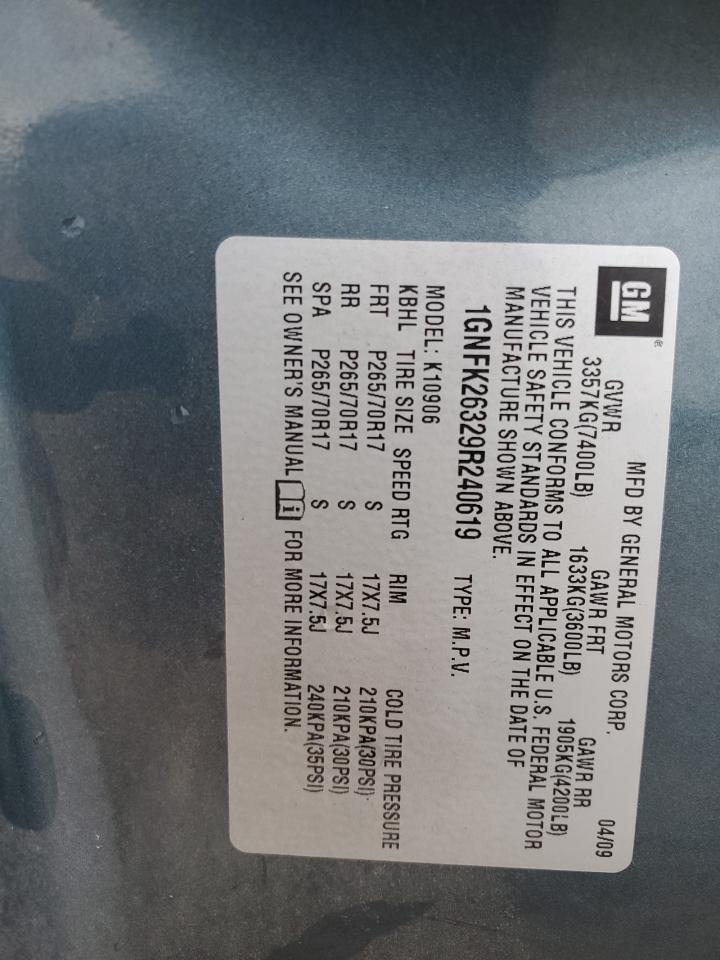 GM®
MFD BY GENERAL MOTORS CORP. 04/09
GVWR GAWR FRT GAWR RR
3357KG(7400LB) 1633KG(3600LB) 1905KG(4200LB)
THIS VEHICLE CONFORMS TO ALL APPLICABLE U.S. FEDERAL MOTOR
VEHICLE SAFETY STANDARDS IN EFFECT ON THE DATE OF
MANUFACTURE SHOWN ABOVE.
1GNFK26329R240619 TYPE: M.P.V.
MODEL: K10906
KBHL TIRE SIZE SPEED RTG RIM COLD TIRE PRESSURE
FRT P265/70R17 S 17X7.5J 210KPA(30PSI)
RR P265/70R17 S 17X7.5J 210KPA(30PSI)
SPA P265/70R17 S 17X7.5J 240KPA(35PSI)
SEE OWNER'S MANUAL i FOR MORE INFORMATION.